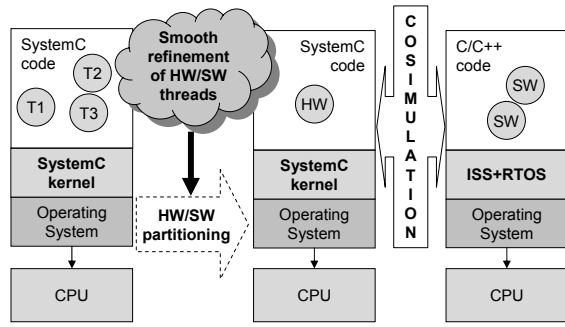 SystemC
code
T1
T2
T3
SystemC
kernel
Operating
System
CPU
Smooth
refinement
of HW/SW
threads
HW/SW
partitioning
SystemC
code
HW
SystemC
kernel
Operating
System
CPU
COSIMULATION
C/C++
code
SW
SW
ISS+RTOS
Operating
System
CPU